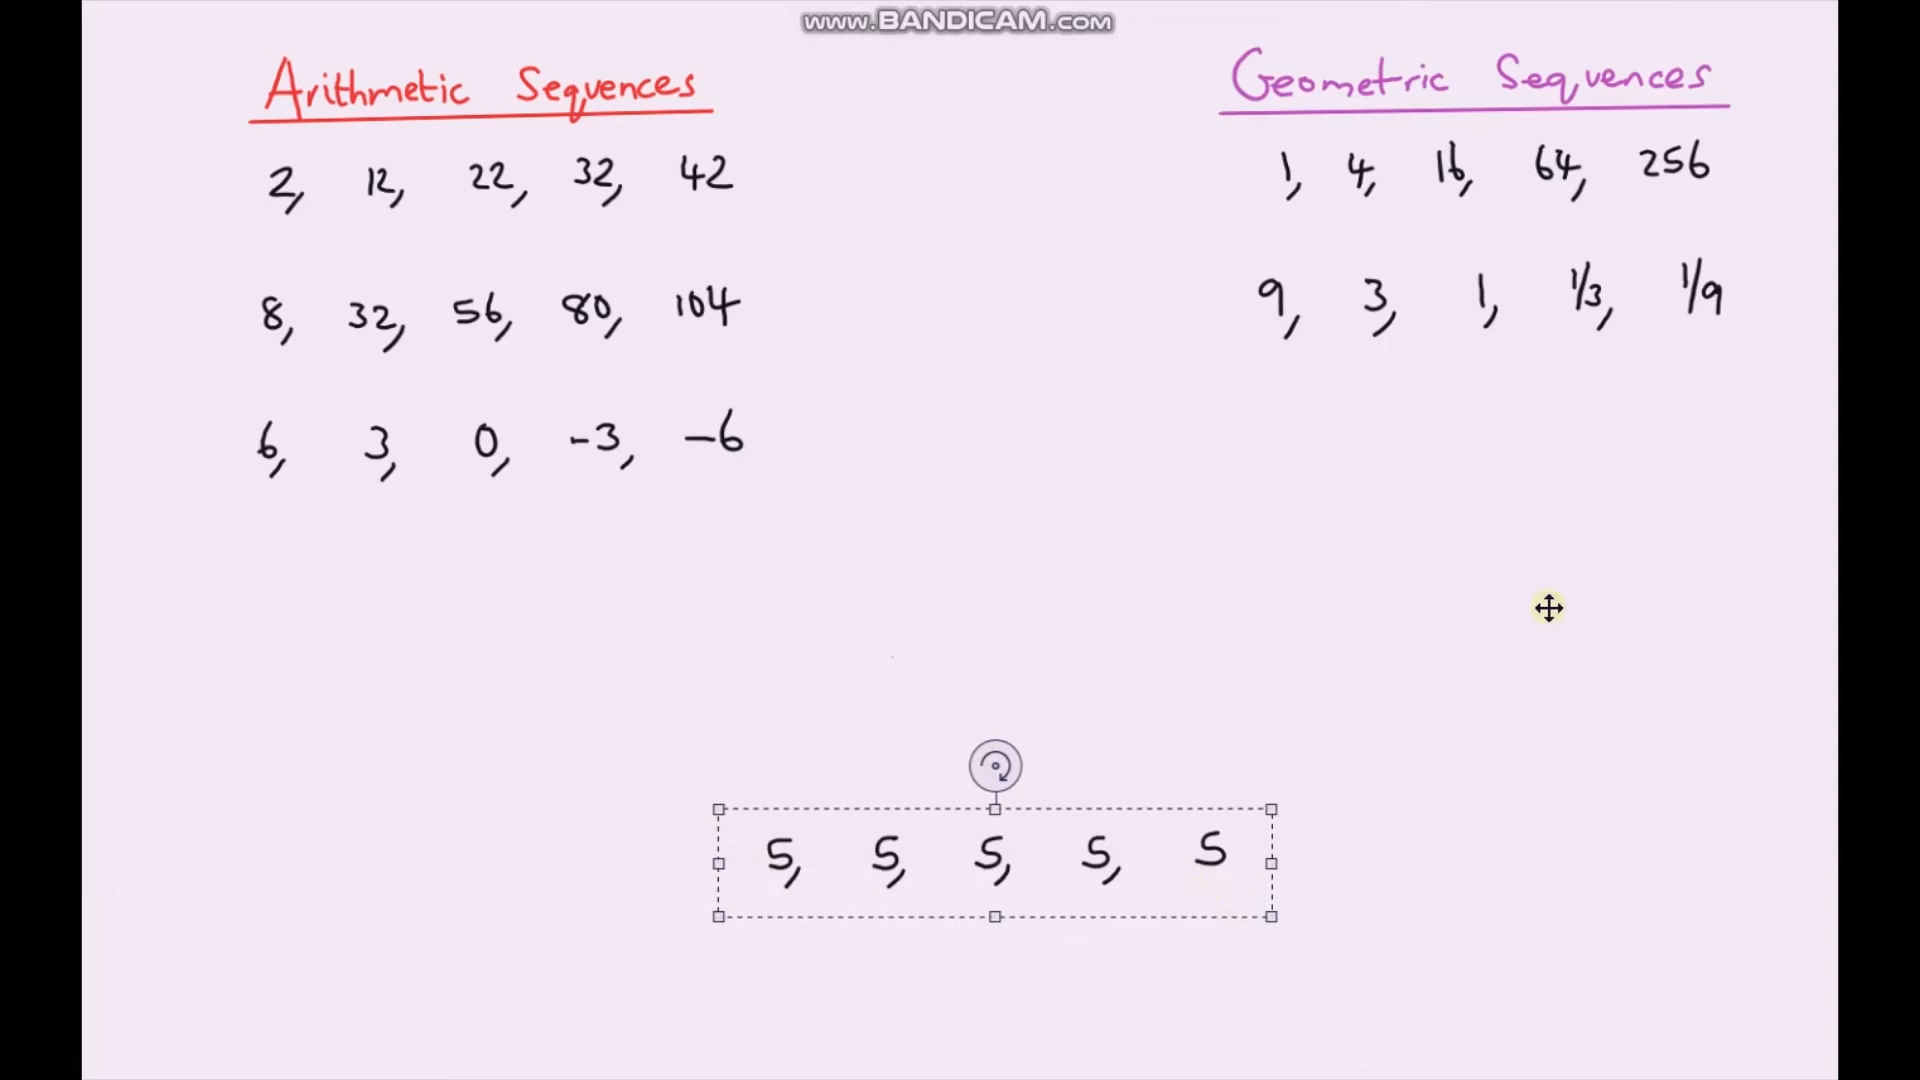 www.BANDICAM.com
Arithmetic Sequences
2, 12, 22, 32, 42
8, 32, 56, 80, 104
6, 3, 0, -3, -6
Geometric Sequences
1, 4, 16, 64, 256
9, 3, 1, 1/3, 1/9
5, 5, 5, 5, 5